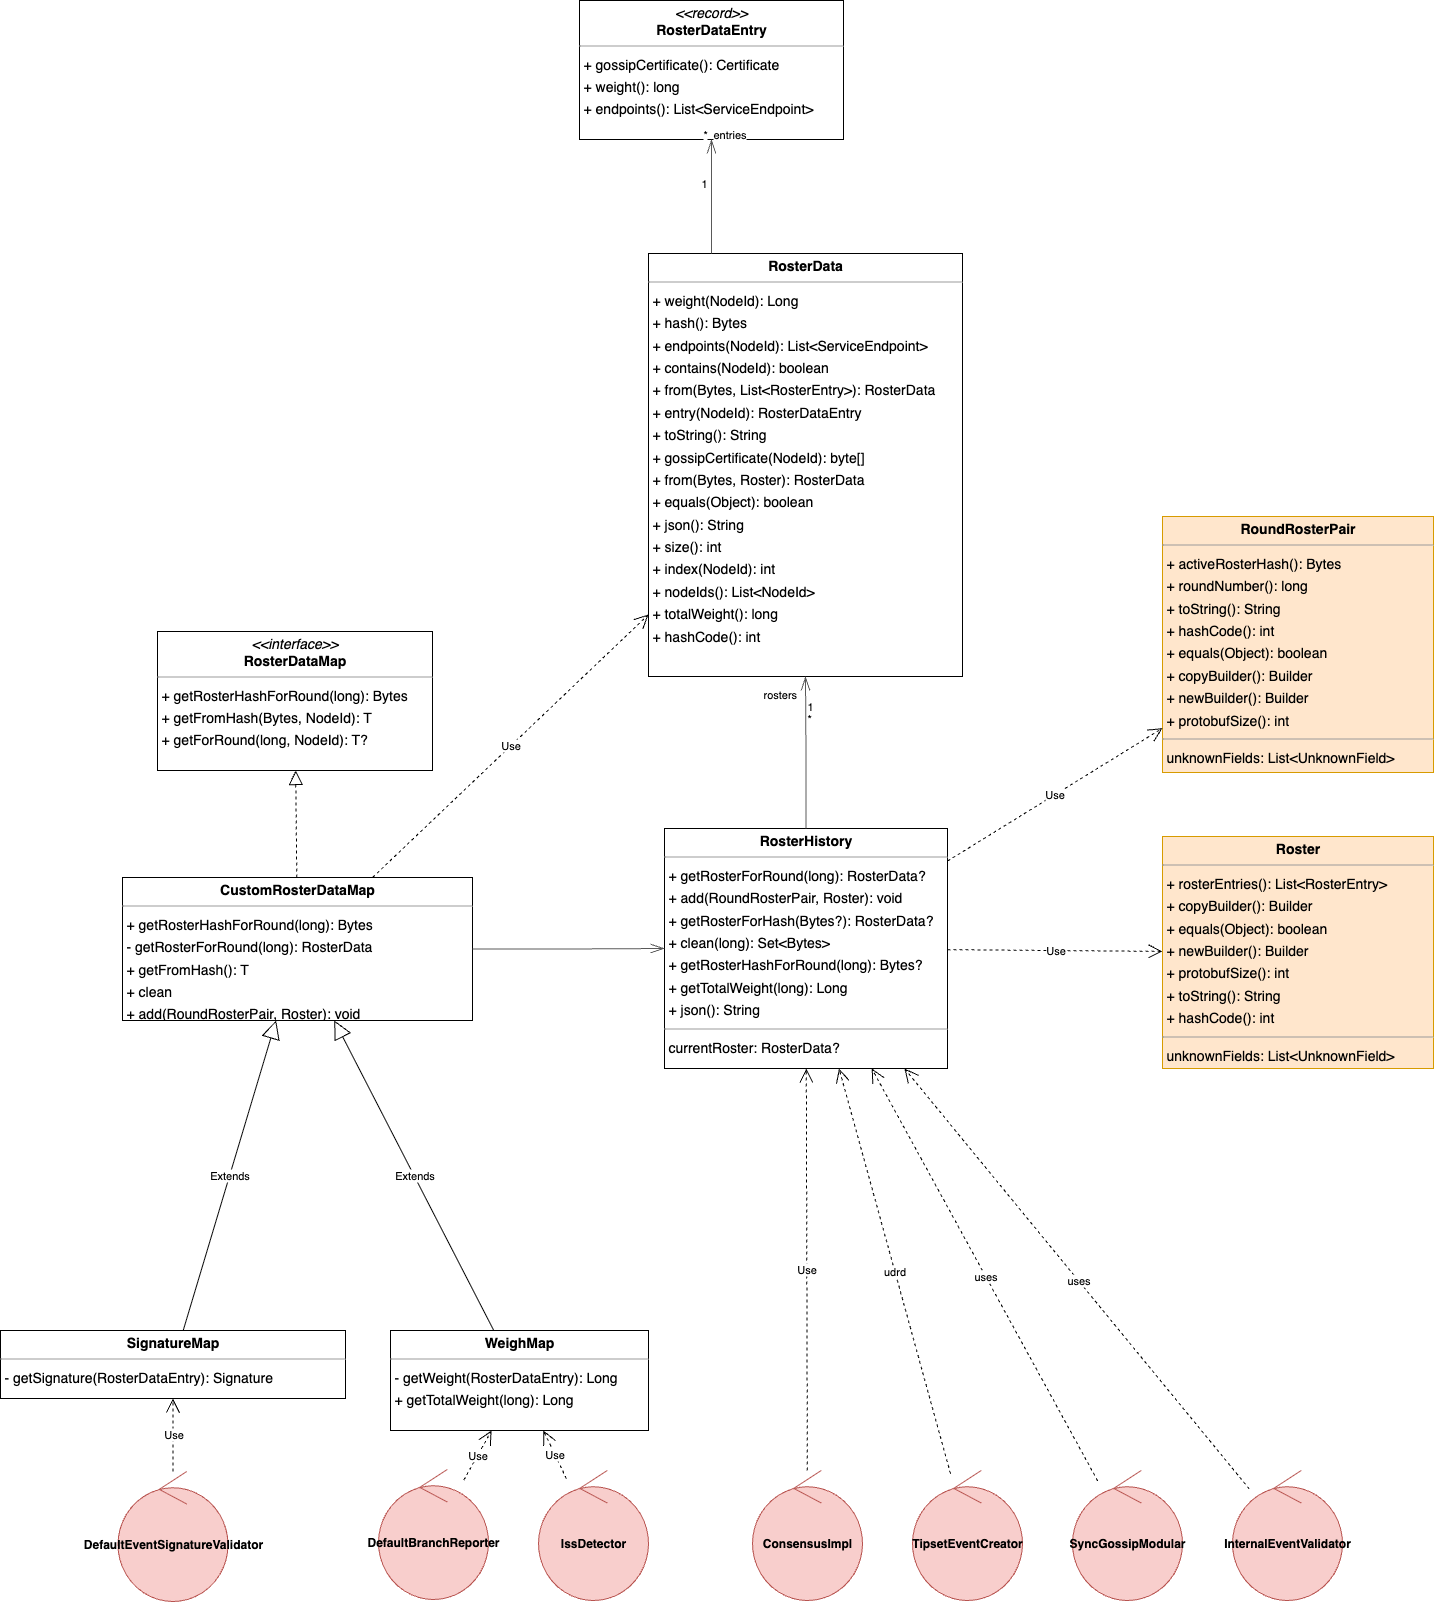 <<record>>
RosterDataEntry
+ gossipCertificate(): Certificate
+ weight(): long
+ endpoints(): List<ServiceEndpoint>
* entries
1
RosterData
+ weight(NodeId): Long
+ hash(): Bytes
+ endpoints(NodeId): List<ServiceEndpoint>
+ contains(NodeId): boolean
+ from(Bytes, List<RosterEntry>): RosterData
+ entry(NodeId): RosterDataEntry
+ toString(): String
+ gossipCertificate(NodeId): byte[]
+ from(Bytes, Roster): RosterData
+ equals(Object): boolean
+ json(): String
+ size(): int
+ index(NodeId): int
+ nodeIds(): List<NodeId>
+ totalWeight(): long
+ hashCode(): int
RoundRosterPair
+ activeRosterHash(): Bytes
+ roundNumber(): long
+ toString(): String
+ hashCode(): int
+ equals(Object): boolean
+ copyBuilder(): Builder
+ newBuilder(): Builder
+ protobufSize(): int
unknownFields: List<UnknownField>
<<interface>>
RosterDataMap
+ getRosterHashForRound(long): Bytes
+ getFromHash(Bytes, NodeId): T
+ getForRound(long, NodeId): T?
Use
rosters
1
*
Use
RosterHistory
+ getRosterForRound(long): RosterData?
+ add(RoundRosterPair, Roster): void
+ getRosterForHash(Bytes?): RosterData?
+ clean(long): Set<Bytes>
+ getRosterHashForRound(long): Bytes?
+ getTotalWeight(long): Long
+ json(): String
currentRoster: RosterData?
Use
Roster
+ rosterEntries(): List<RosterEntry>
+ copyBuilder(): Builder
+ equals(Object): boolean
+ newBuilder(): Builder
+ protobufSize(): int
+ toString(): String
+ hashCode(): int
unknownFields: List<UnknownField>
CustomRosterDataMap
+ getRosterHashForRound(long): Bytes
- getRosterForRound(long): RosterData
+ getFromHash(): T
+ clean
+ add(RoundRosterPair, Roster): void
Extends
Extends
Use
udrd
uses
uses
SignatureMap
- getSignature(RosterDataEntry): Signature
WeighMap
- getWeight(RosterDataEntry): Long
+ getTotalWeight(long): Long
Use
Use
Use
DefaultEventSignatureValidator
DefaultBranchReporter
IssDetector
ConsensusImpl
TipsetEventCreator
SyncGossipModular
InternalEventValidator